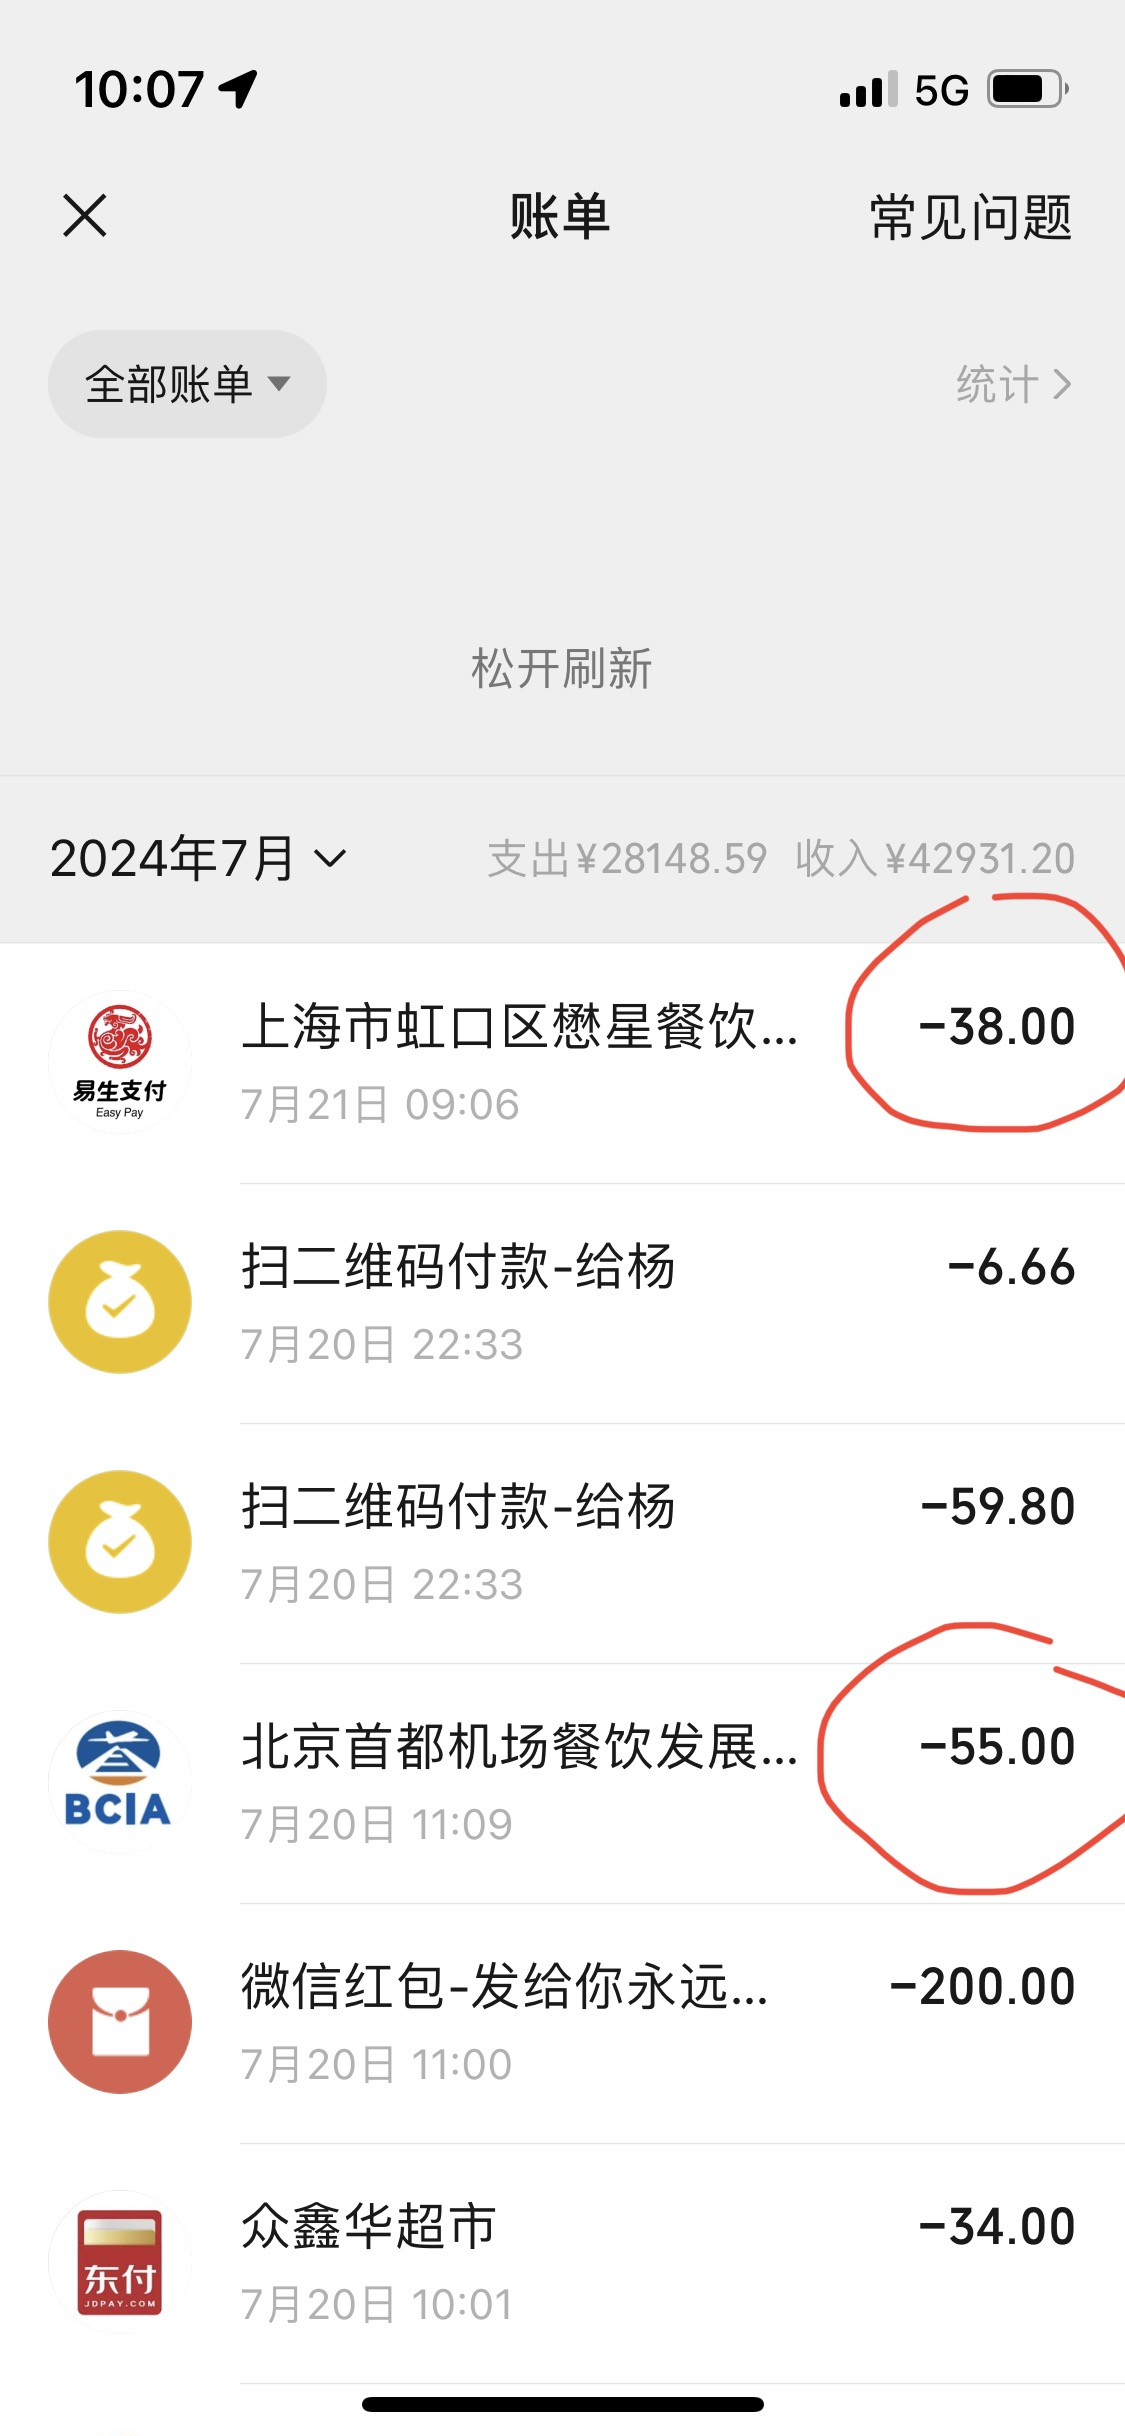 10:07 5G
账单 常见问题
全部账单 统计
松开刷新
2024年7月 支出¥28148.59 收入¥42931.20
上海市虹口区懋星餐饮... -38.00
易生支付
Easy Pay
7月21日 09:06
扫二维码付款-给杨 -6.66
7月20日 22:33
扫二维码付款-给杨 -59.80
7月20日 22:33
北京首都机场餐饮发展... -55.00
BCIA
7月20日 11:09
微信红包-发给你永远... -200.00
7月20日 11:00
众鑫华超市 -34.00
东付
JDPAY.COM
7月20日 10:01